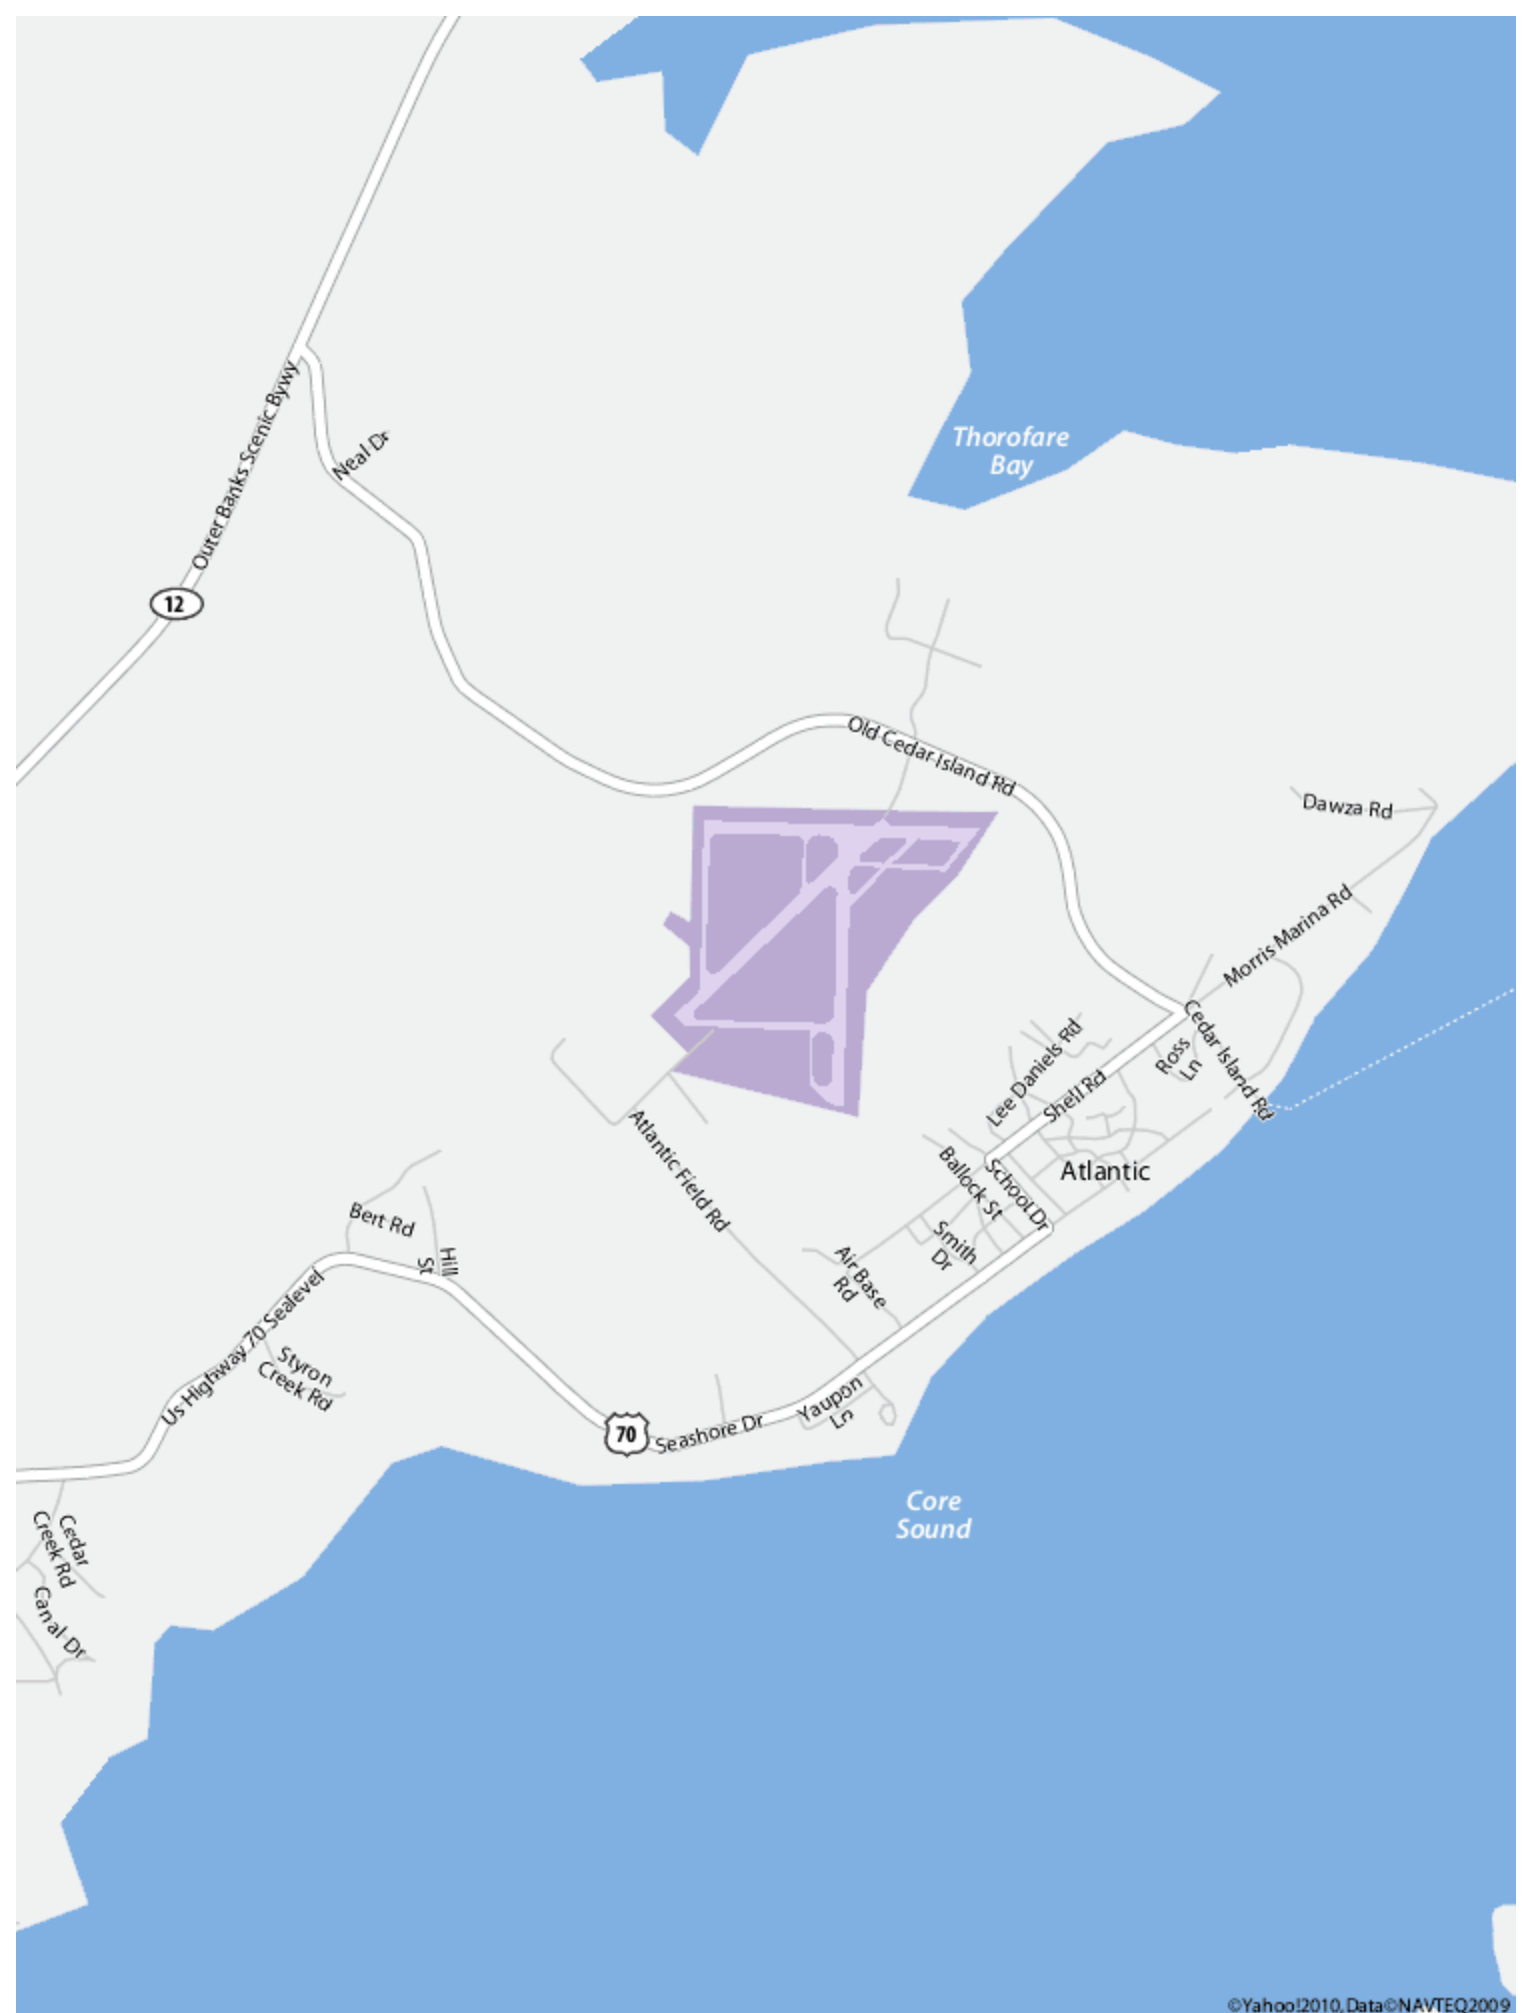 Outer Banks Scenic Bywy
Neal Dr
Thorofare
Bay
12
Old Cedar Island Rd
Dawza Rd
Morris Marina Rd
Cedar Island Rd
Ross
Ln
Lee Daniels Rd
Shell Rd
Atlantic
School Dr
Ballock St
Smith
Dr
Atlantic Field Rd
Air Base
Rd
Bert Rd
Hill
St
Us Highway 70 Sealevel
Styron
Creek Rd
70
Seashore Dr
Yaupon
Ln
Core
Sound
Cedar
Creek Rd
Canal Dr
©Yahoo!2010, Data©NAVTEQ2009